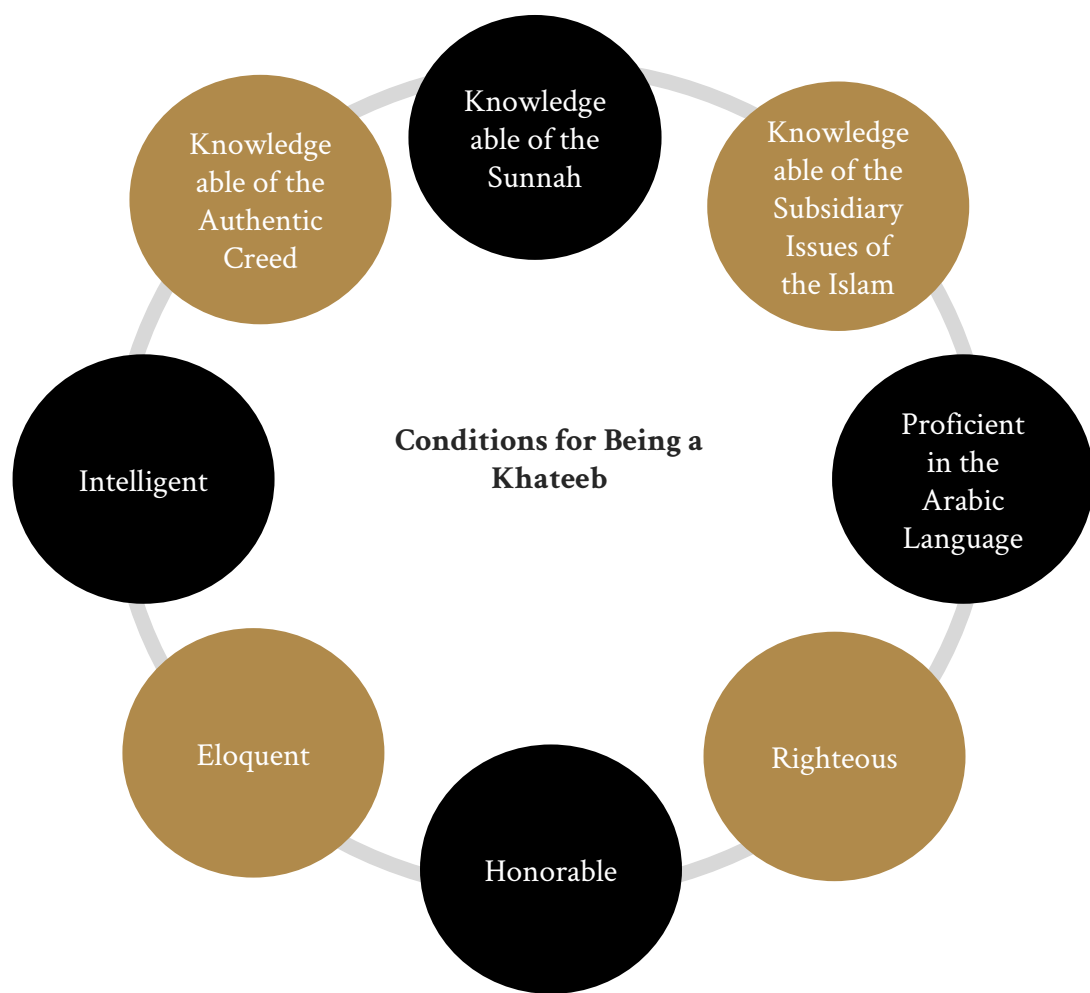 Knowledge
able of the
Sunnah
Knowledge
able of the
Subsidiary
Issues of
the Islam
Proficient
in the
Arabic
Language
Righteous
Honorable
Eloquent
Intelligent
Knowledge
able of the
Authentic
Creed
Conditions for Being a
Khateeb